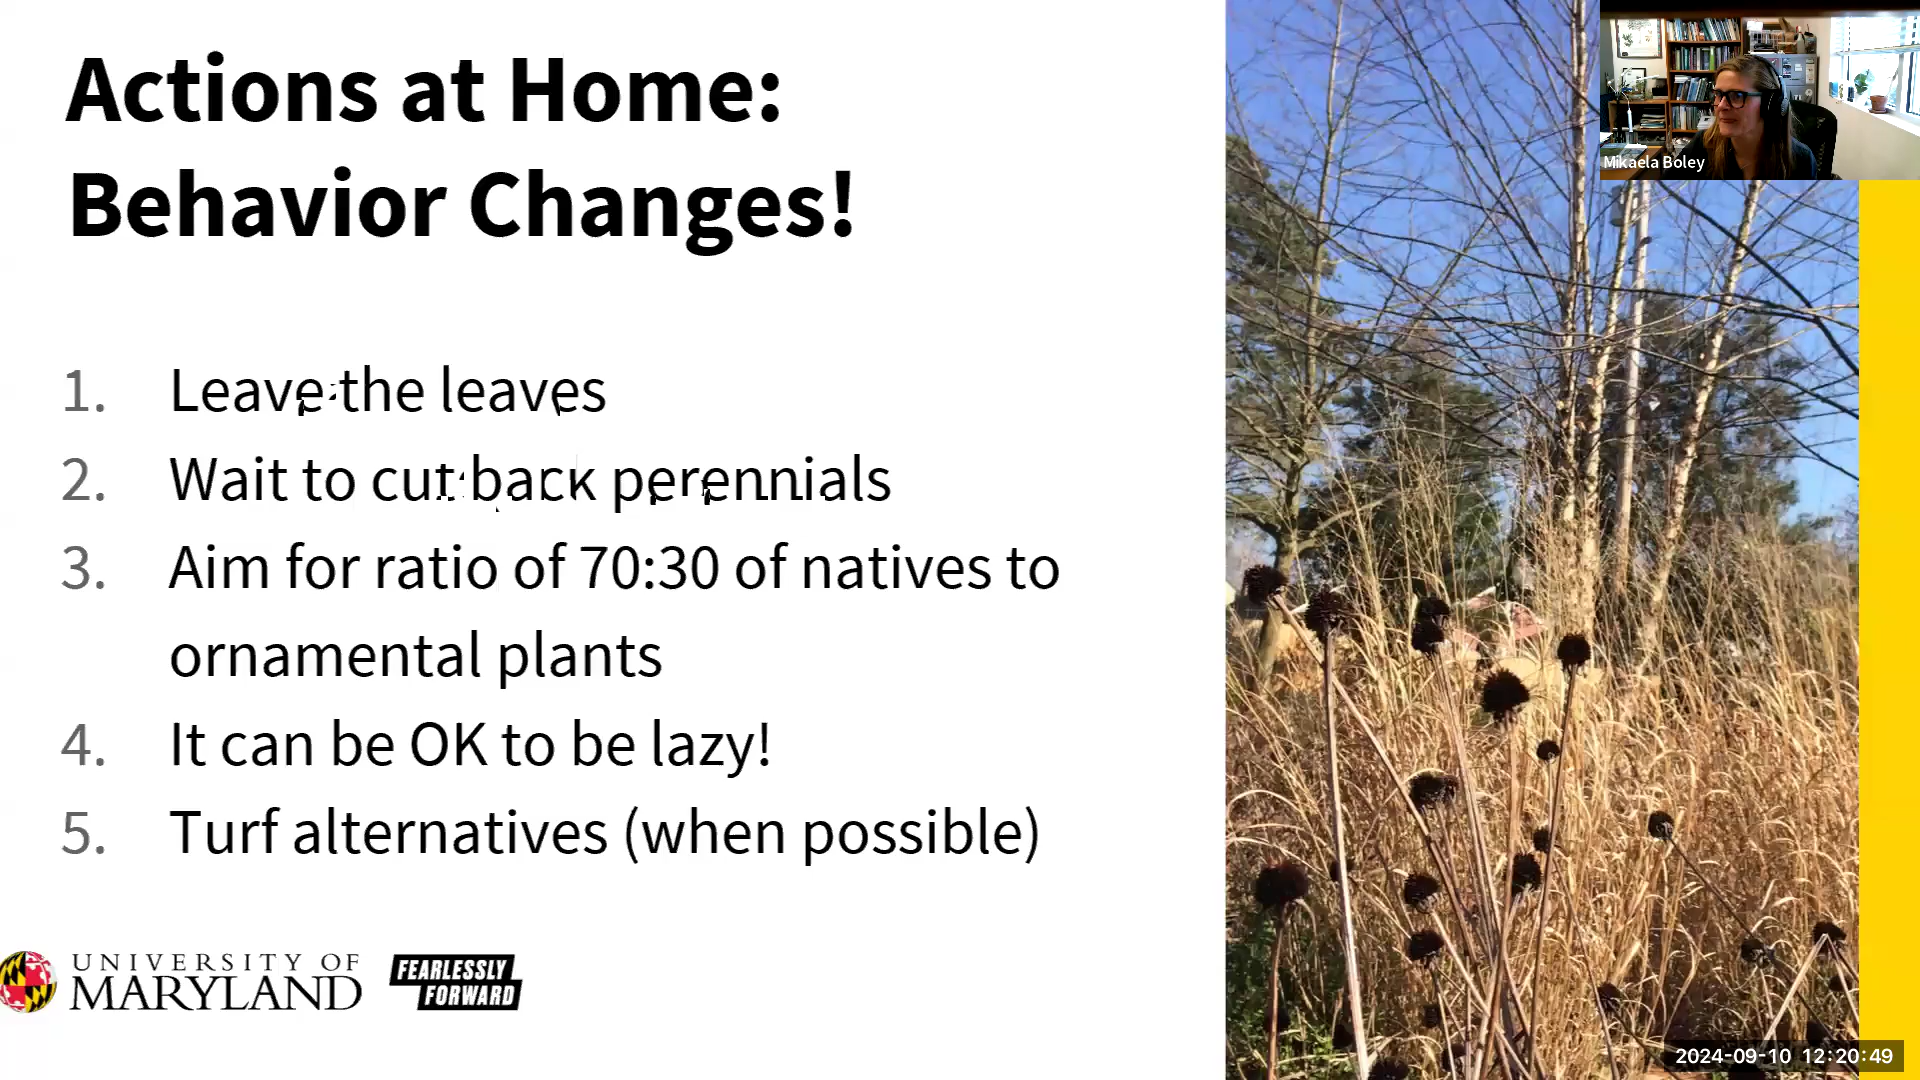 Actions at Home:
Behavior Changes!
1. Leave the leaves
2. Wait to cut back perennials
3. Aim for ratio of 70:30 of natives to
ornamental plants
4. It can be OK to be lazy!
5. Turf alternatives (when possible)
UNIVERSITY OF
MARYLAND
FEARLESSLY
FORWARD
Mikaela Boley
2024-09-10 12:20:49